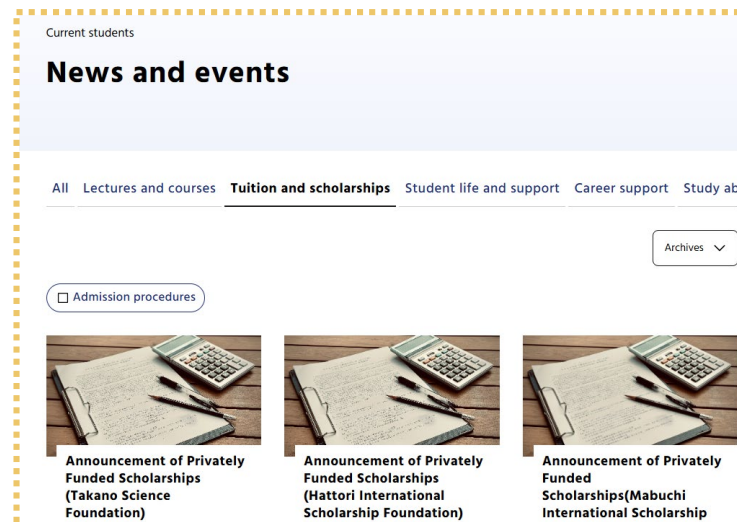 Current students
News and events
All Lectures and courses Tuition and scholarships Student life and support Career support Study
Archives
Admission procedures
Announcement of Privately
Funded Scholarships
(Takano Science
Foundation)
Announcement of Privately
Funded Scholarships
(Hattori International
Scholarship Foundation)
Announcement of Privately
Funded
Scholarships(Mabuchi
International Scholarship